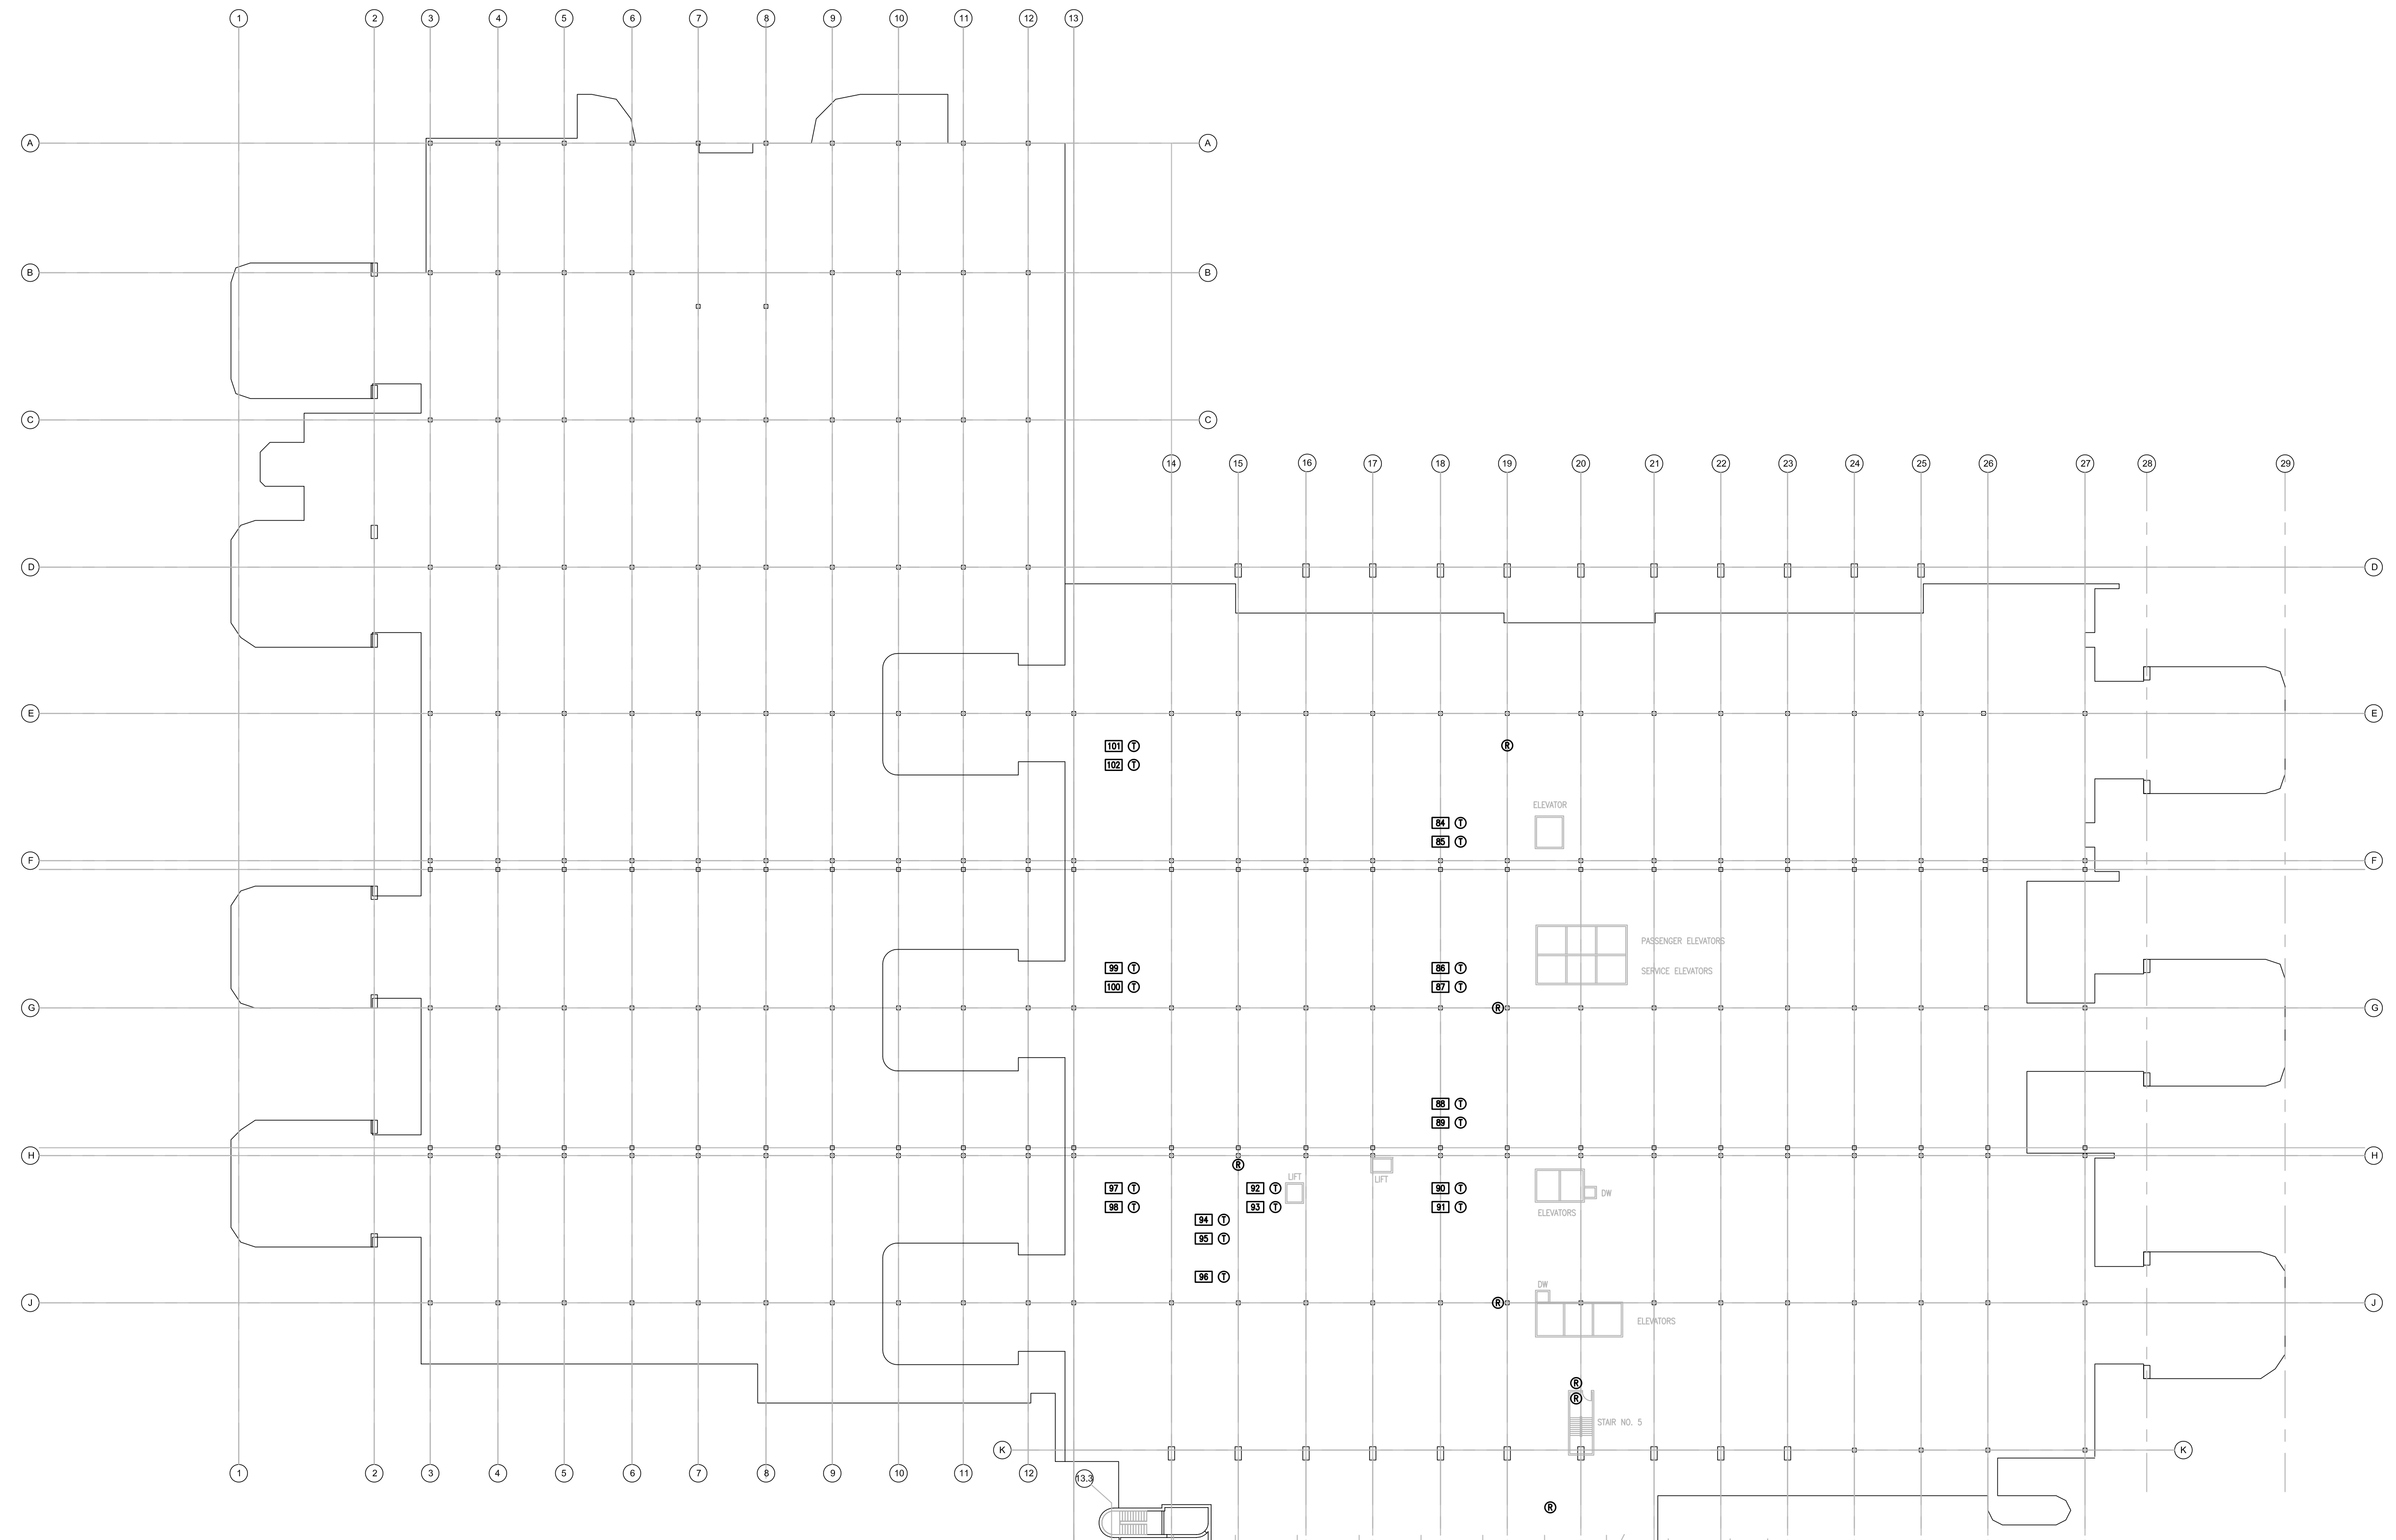 1 2 3 4 5 6 7 8 9 10 11 12 13
A A
B B
C C
14 15 16 17 18 19 20 21 22 23 24 25 26 27 28 29
D D
E E
101 T R
102 T
ELEVATOR
84 T
85 T
F F
PASSENGER ELEVATORS
99 T 86 T SERVICE ELEVATORS
100 T 87 T
G R G
88 T
89 T
H H
R
LIFT LIFT
97 T 92 T 90 T DW
98 T 93 T 91 T
ELEVATORS
94 T
95 T
96 T
DW
J R J
ELEVATORS
R
R
STAIR NO. 5
K K
1 2 3 4 5 6 7 8 9 10 11 12
13.3
R